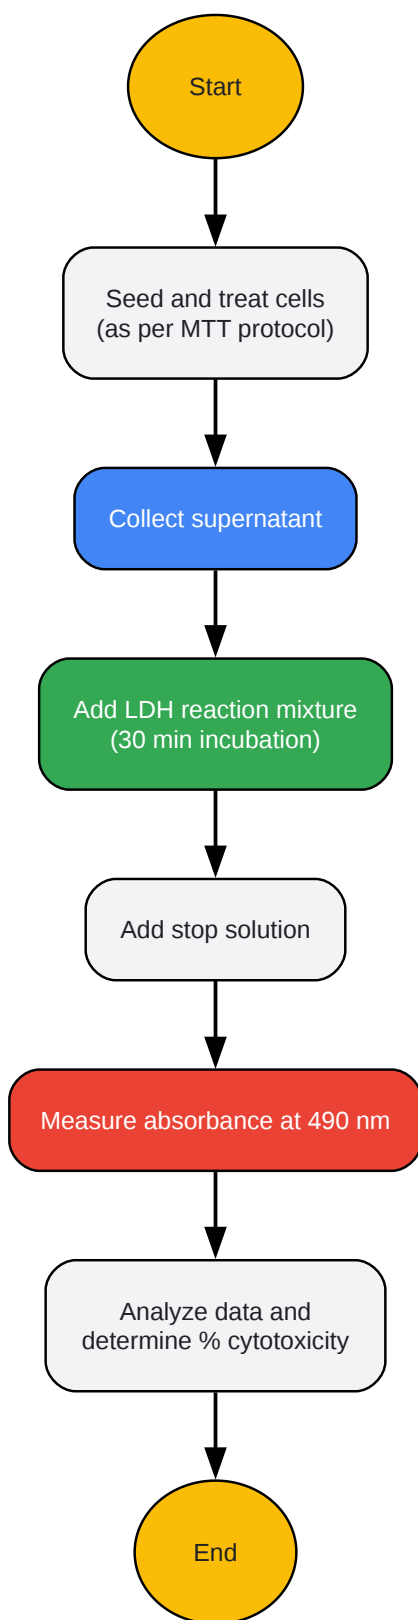 Start
Seed and treat cells
(as per MTT protocol)
Collect supernatant
Add LDH reaction mixture
(30 min incubation)
Add stop solution
Measure absorbance at 490 nm
Analyze data and
determine % cytotoxicity
End